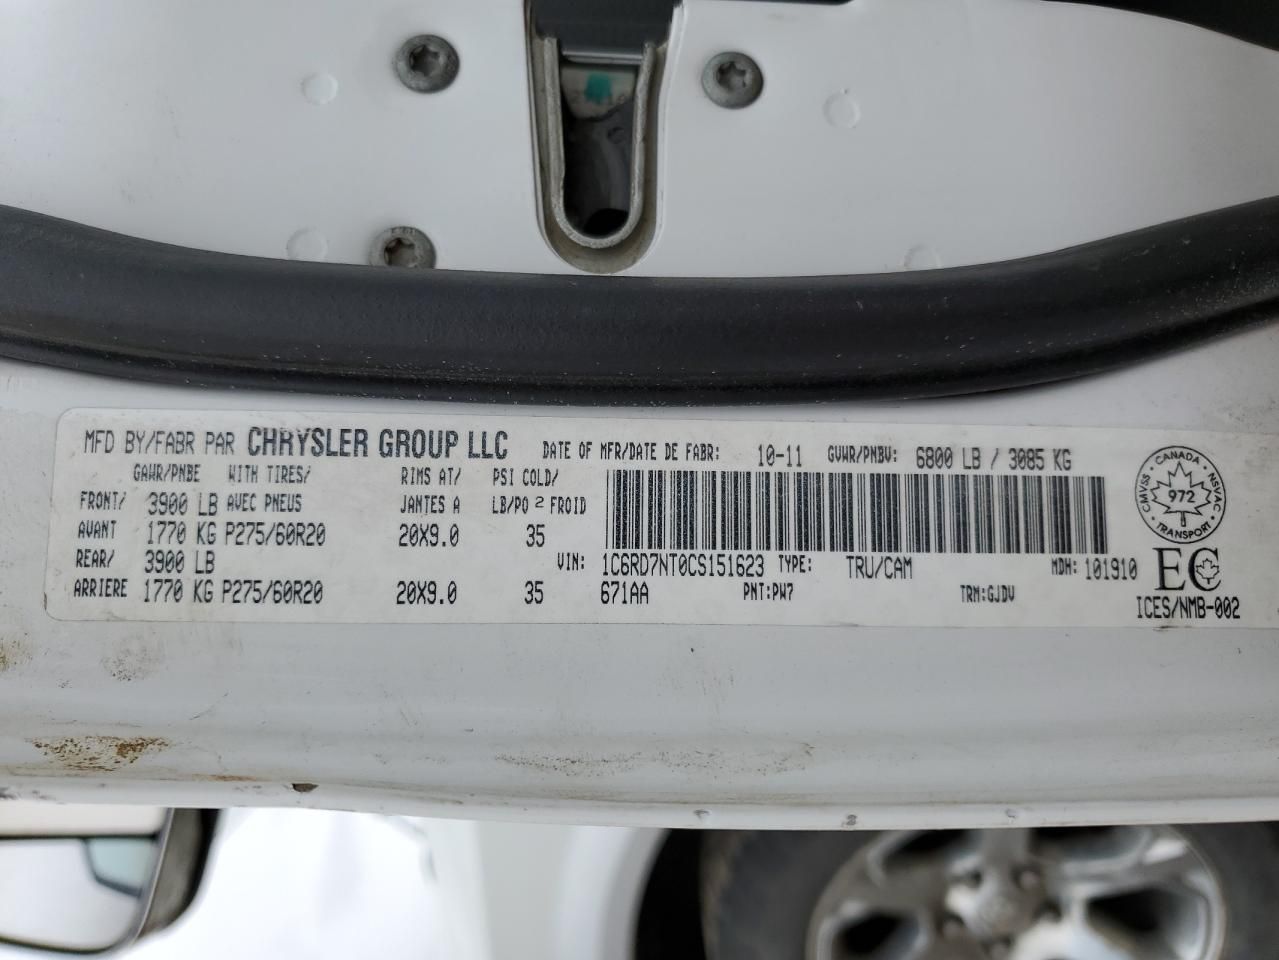 MFD BY/FABR PAR CHRYSLER GROUP LLC DATE OF MFR/DATE DE FABR: 10-11 GVWR/PNBV: 6800 LB / 3085 KG
GAWR/PNBE WITH TIRES/ RIMS AT/ PSI COLD/
FRONT/ 3900 LB AVEC PNEUS JANTES A LB/PO 2 FROID
AVANT 1770 KG P275/60R20 20X9.0 35
REAR/ 3900 LB VIN: 1C6RD7NT0CS151623 TYPE: TRU/CAM MDH: 101910
ARRIERE 1770 KG P275/60R20 20X9.0 35 671AA PNT:PW7 TRM:GJDV
CANADA
CMVSS 972 NSVAC
TRANSPORT
EC
ICES/NMB-002